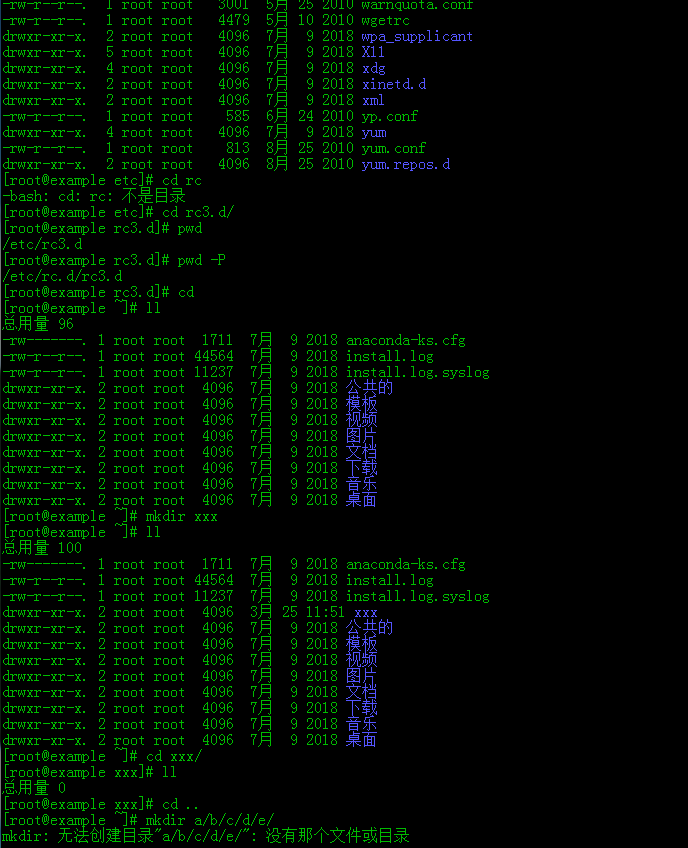 -rw-r--r--. 1 root root 3001 5月 25 2010 warnquota.conf
-rw-r--r--. 1 root root 4479 5月 10 2010 wgetrc
drwxr-xr-x. 2 root root 4096 7月 9 2018 wpa_supplicant
drwxr-xr-x. 5 root root 4096 7月 9 2018 X11
drwxr-xr-x. 4 root root 4096 7月 9 2018 xdg
drwxr-xr-x. 2 root root 4096 7月 9 2018 xinetd.d
drwxr-xr-x. 2 root root 4096 7月 9 2018 xml
-rw-r--r--. 1 root root 585 6月 24 2010 yp.conf
drwxr-xr-x. 4 root root 4096 7月 9 2018 yum
-rw-r--r--. 1 root root 813 8月 25 2010 yum.conf
drwxr-xr-x. 2 root root 4096 8月 25 2010 yum.repos.d
[root@example etc]# cd rc
-bash: cd: rc: 不是目录
[root@example etc]# cd rc3.d/
[root@example rc3.d]# pwd
/etc/rc3.d
[root@example rc3.d]# pwd -P
/etc/rc.d/rc3.d
[root@example rc3.d]# cd
[root@example ~]# ll
总用量 96
-rw-------. 1 root root 1711 7月 9 2018 anaconda-ks.cfg
-rw-r--r--. 1 root root 44564 7月 9 2018 install.log
-rw-r--r--. 1 root root 11237 7月 9 2018 install.log.syslog
drwxr-xr-x. 2 root root 4096 7月 9 2018 公共的
drwxr-xr-x. 2 root root 4096 7月 9 2018 模板
drwxr-xr-x. 2 root root 4096 7月 9 2018 视频
drwxr-xr-x. 2 root root 4096 7月 9 2018 图片
drwxr-xr-x. 2 root root 4096 7月 9 2018 文档
drwxr-xr-x. 2 root root 4096 7月 9 2018 下载
drwxr-xr-x. 2 root root 4096 7月 9 2018 音乐
drwxr-xr-x. 2 root root 4096 7月 9 2018 桌面
[root@example ~]# mkdir xxx
[root@example ~]# ll
总用量 100
-rw-------. 1 root root 1711 7月 9 2018 anaconda-ks.cfg
-rw-r--r--. 1 root root 44564 7月 9 2018 install.log
-rw-r--r--. 1 root root 11237 7月 9 2018 install.log.syslog
drwxr-xr-x. 2 root root 4096 3月 25 11:51 xxx
drwxr-xr-x. 2 root root 4096 7月 9 2018 公共的
drwxr-xr-x. 2 root root 4096 7月 9 2018 模板
drwxr-xr-x. 2 root root 4096 7月 9 2018 视频
drwxr-xr-x. 2 root root 4096 7月 9 2018 图片
drwxr-xr-x. 2 root root 4096 7月 9 2018 文档
drwxr-xr-x. 2 root root 4096 7月 9 2018 下载
drwxr-xr-x. 2 root root 4096 7月 9 2018 音乐
drwxr-xr-x. 2 root root 4096 7月 9 2018 桌面
[root@example ~]# cd xxx/
[root@example xxx]# ll
总用量 0
[root@example xxx]# cd ..
[root@example ~]# mkdir a/b/c/d/e/
mkdir: 无法创建目录"a/b/c/d/e/": 没有那个文件或目录